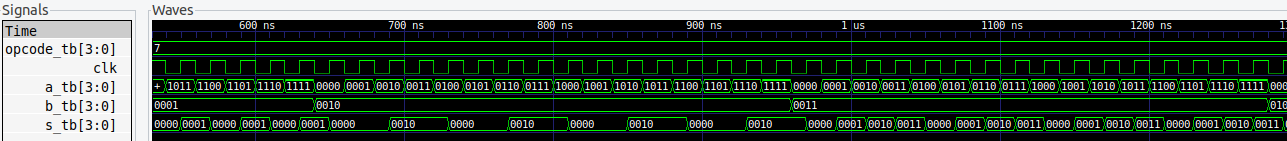 Signals Waves
Time 600 ns 700 ns 800 ns 900 ns 1 us 1100 ns 1200 ns
opcode_tb[3:0] 7
clk
a_tb[3:0] + 1011 1100 1101 1110 1111 0000 0001 0010 0011 0100 0101 0110 0111 1000 1001 1010 1011 1100 1101 1110 1111 0000 0001 0010 0011 0100 0101 0110 0111 1000 1001 1010 1011 1100 1101 1110 1111 000
b_tb[3:0] 0001 0010 0011 010
s_tb[3:0] 0000 0001 0000 0001 0000 0001 0000 0010 0000 0010 0000 0010 0000 0010 0000 0001 0010 0011 0000 0001 0010 0011 0000 0001 0010 0011 0000 0001 0010 0011